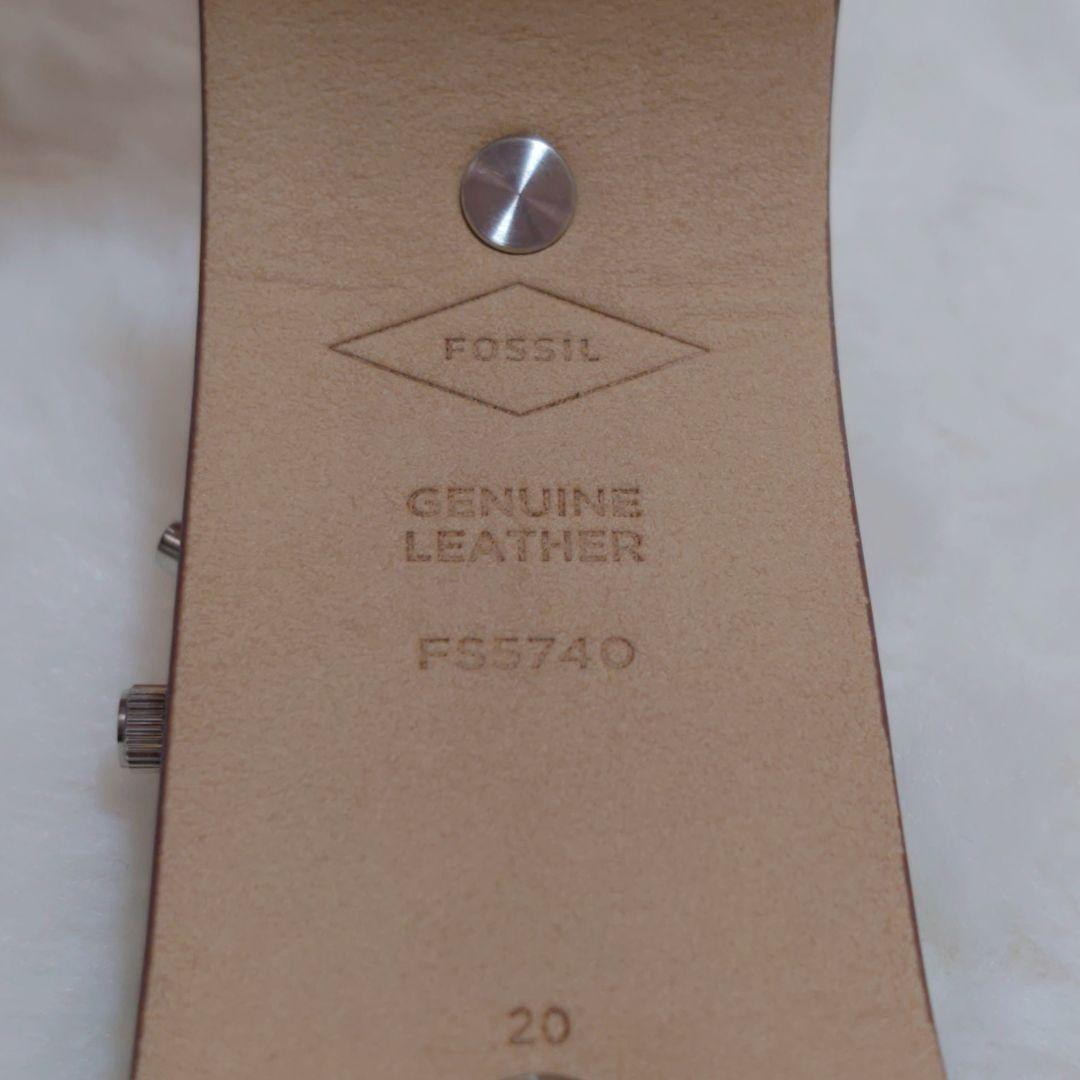 FOSSIL
GENUINE
LEATHER
FS5740
20